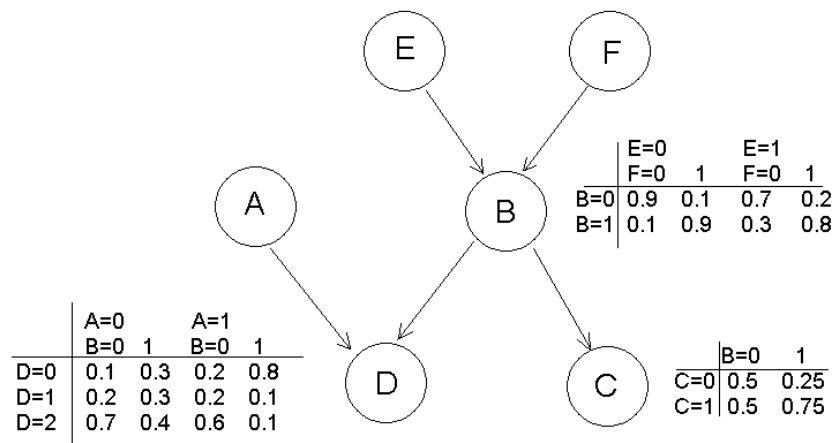 E
F
E=0 E=1
F=0 1 F=0 1
B=0 0.9 0.1 0.7 0.2
B=1 0.1 0.9 0.3 0.8
A
B
A=0 A=1
B=0 1 B=0 1
D=0 0.1 0.3 0.2 0.8
D=1 0.2 0.3 0.2 0.1
D=2 0.7 0.4 0.6 0.1
D
C
B=0 1
C=0 0.5 0.25
C=1 0.5 0.75